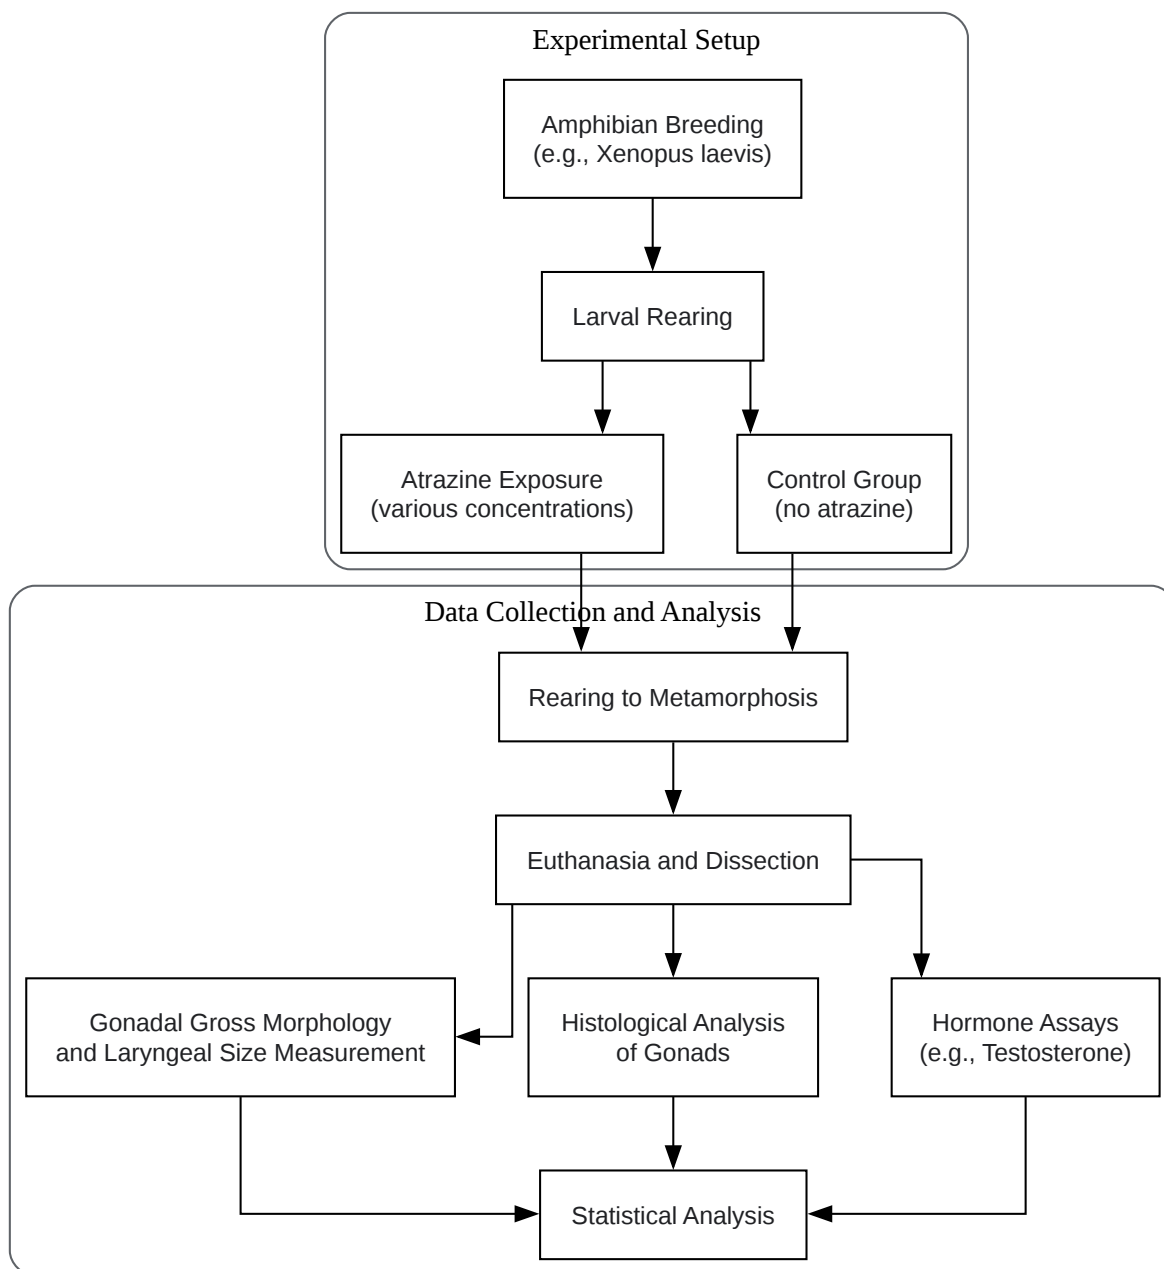 Experimental Setup
Amphibian Breeding
(e.g., Xenopus laevis)
Larval Rearing
Atrazine Exposure
(various concentrations)
Control Group
(no atrazine)
Data Collection and Analysis
Rearing to Metamorphosis
Euthanasia and Dissection
Gonadal Gross Morphology
and Laryngeal Size Measurement
Histological Analysis
of Gonads
Hormone Assays
(e.g., Testosterone)
Statistical Analysis